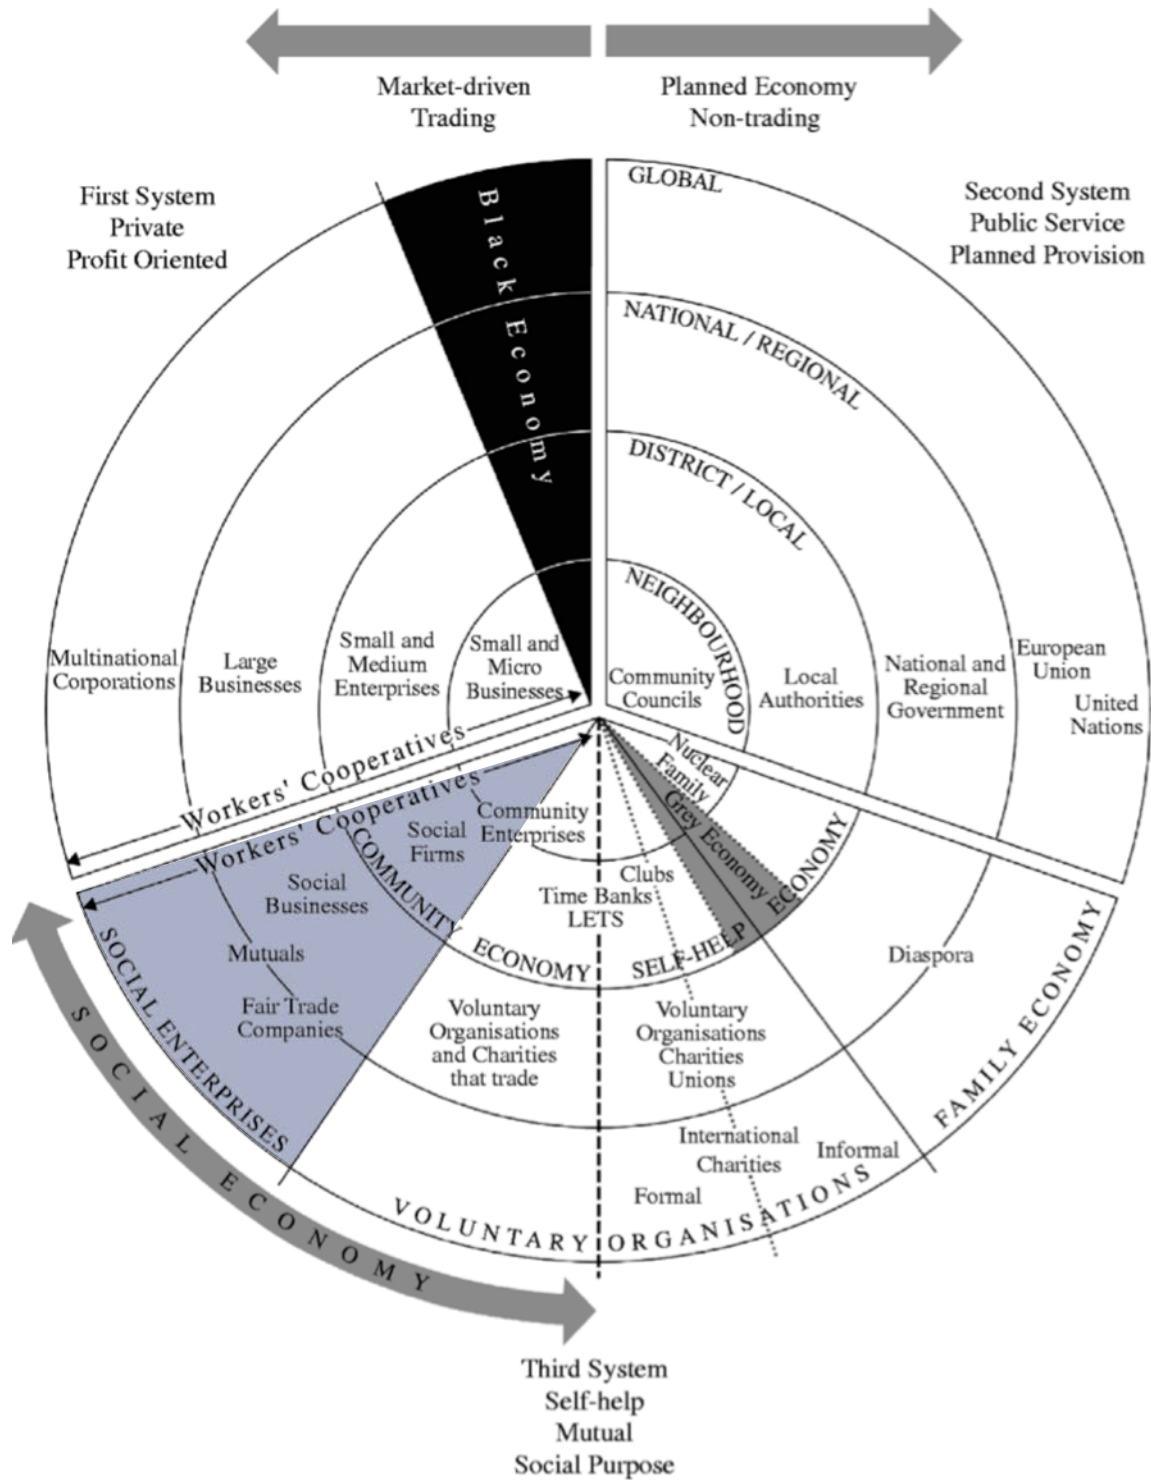 Market-driven
Trading
Planned Economy
Non-trading
First System
Private
Profit Oriented
Second System
Public Service
Planned Provision
Black Economy
GLOBAL
NATIONAL / REGIONAL
DISTRICT / LOCAL
NEIGHBOURHOOD
Multinational
Corporations
Large
Businesses
Small and
Medium
Enterprises
Small and
Micro
Businesses
Community
Councils
Local
Authorities
National and
Regional
Government
European
Union
United
Nations
Workers' Cooperatives
Workers' Cooperatives
Nuclear
Family
Grey Economy
Community
Enterprises
Social
Firms
Social
Businesses
Mutuals
Fair Trade
Companies
COMMUNITY ECONOMY
SELF-HELP ECONOMY
Clubs
Time Banks
LETS
Voluntary
Organisations
and Charities
that trade
Voluntary
Organisations
Charities
Unions
Diaspora
International
Charities
Informal
Formal
SOCIAL ENTERPRISES
VOLUNTARY ORGANISATIONS
FAMILY ECONOMY
SOCIAL ECONOMY
Third System
Self-help
Mutual
Social Purpose